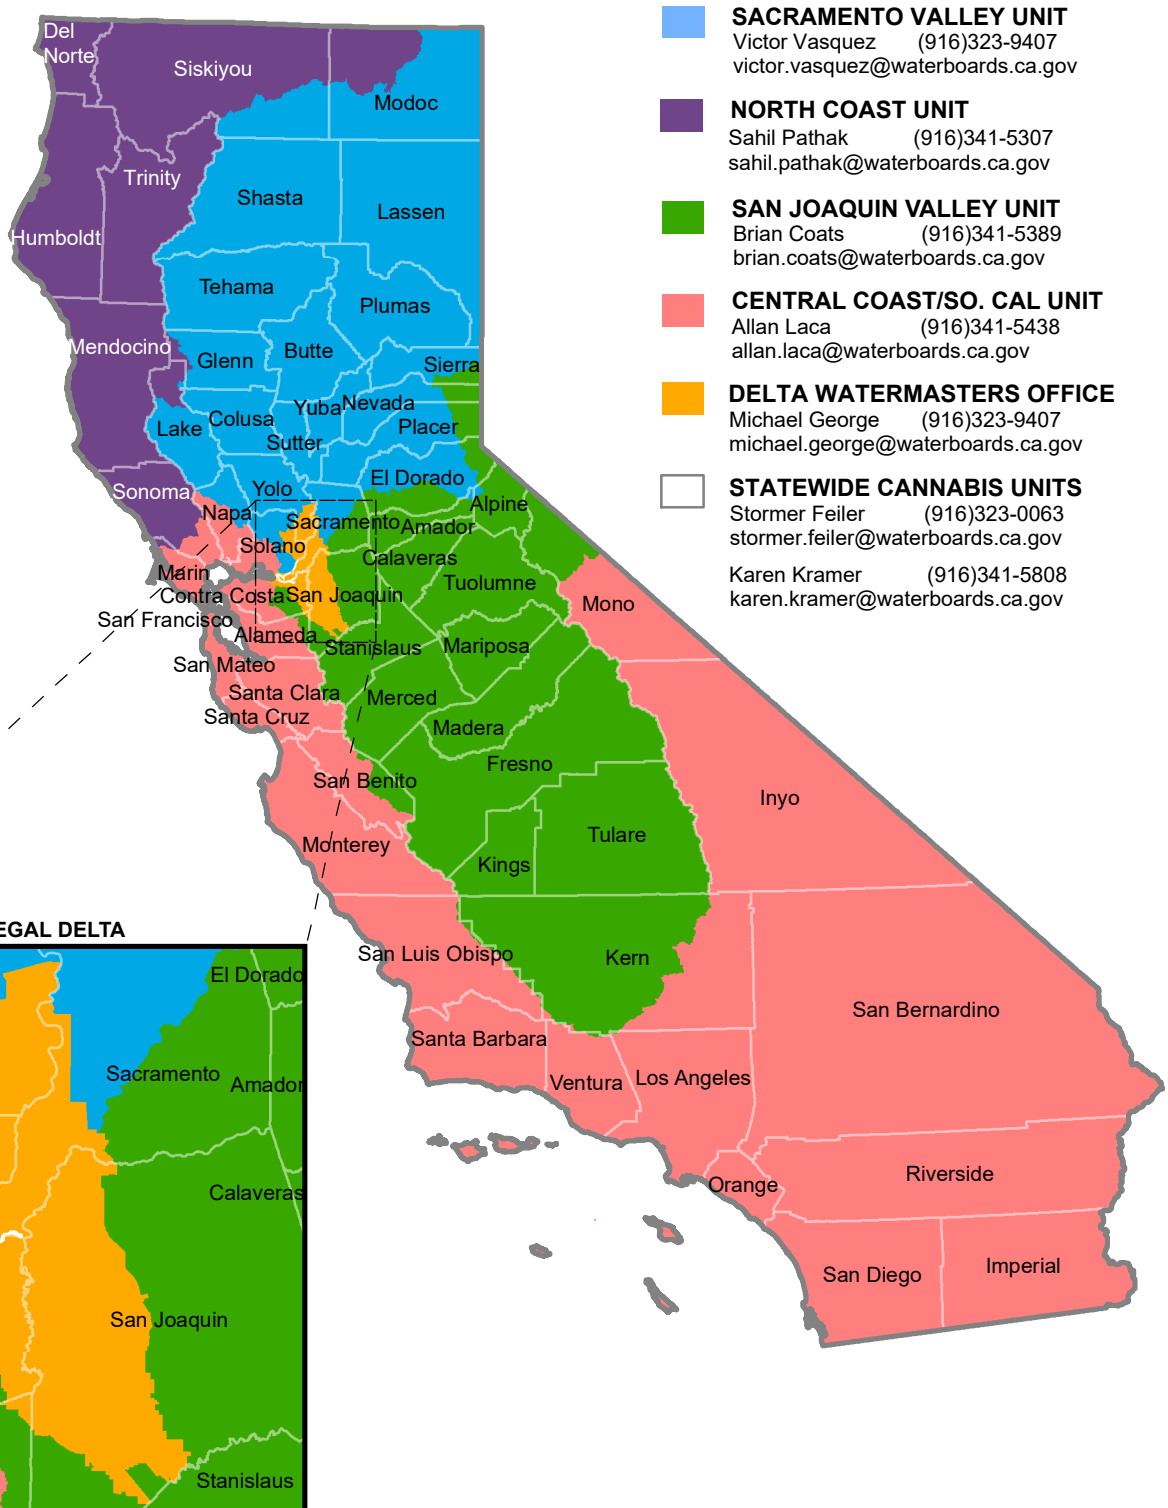 SACRAMENTO VALLEY UNIT
Victor Vasquez (916)323-9407
victor.vasquez@waterboards.ca.gov
NORTH COAST UNIT
Sahil Pathak (916)341-5307
sahil.pathak@waterboards.ca.gov
SAN JOAQUIN VALLEY UNIT
Brian Coats (916)341-5389
brian.coats@waterboards.ca.gov
CENTRAL COAST/SO. CAL UNIT
Allan Laca (916)341-5438
allan.laca@waterboards.ca.gov
DELTA WATERMASTERS OFFICE
Michael George (916)323-9407
michael.george@waterboards.ca.gov
STATEWIDE CANNABIS UNITS
Stormer Feiler (916)323-0063
stormer.feiler@waterboards.ca.gov
Karen Kramer (916)341-5808
karen.kramer@waterboards.ca.gov
Del
Norte
Siskiyou
Modoc
Trinity
Shasta
Lassen
Humboldt
Tehama
Plumas
Mendocino
Glenn
Butte
Sierra
Lake
Colusa
Yuba
Nevada
Sutter
Placer
Sonoma
Yolo
El Dorado
Napa
Sacramento
Alpine
Amador
Solano
Calaveras
Marin
Tuolumne
Contra Costa
San Joaquin
Mono
San Francisco
Alameda
Stanislaus
Mariposa
San Mateo
Santa Clara
Merced
Santa Cruz
Madera
Fresno
San Benito
Inyo
Monterey
Tulare
Kings
San Luis Obispo
Kern
San Bernardino
Santa Barbara
Ventura
Los Angeles
Orange
Riverside
San Diego
Imperial
EGAL DELTA
El Dorado
Sacramento
Amador
Calaveras
San Joaquin
Stanislaus